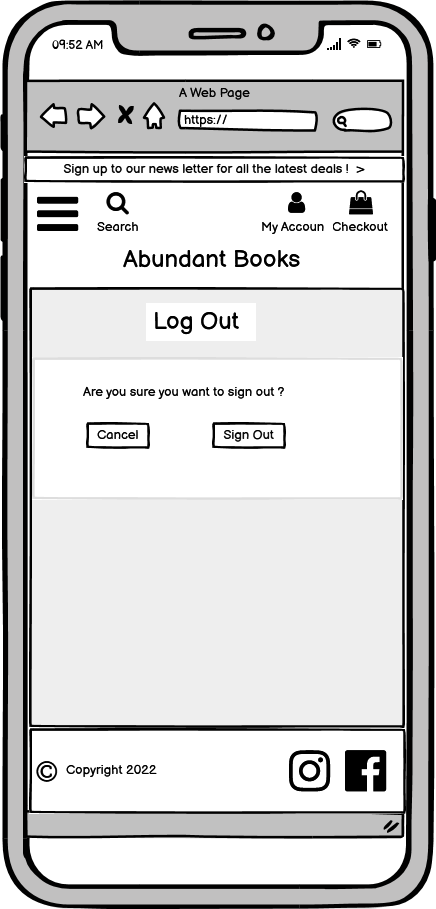 09:52 AM
A Web Page
https://
Sign up to our news letter for all the latest deals ! >
Search
My Accoun
Checkout
Abundant Books
Log Out
Are you sure you want to sign out ?
Cancel
Sign Out
© Copyright 2022